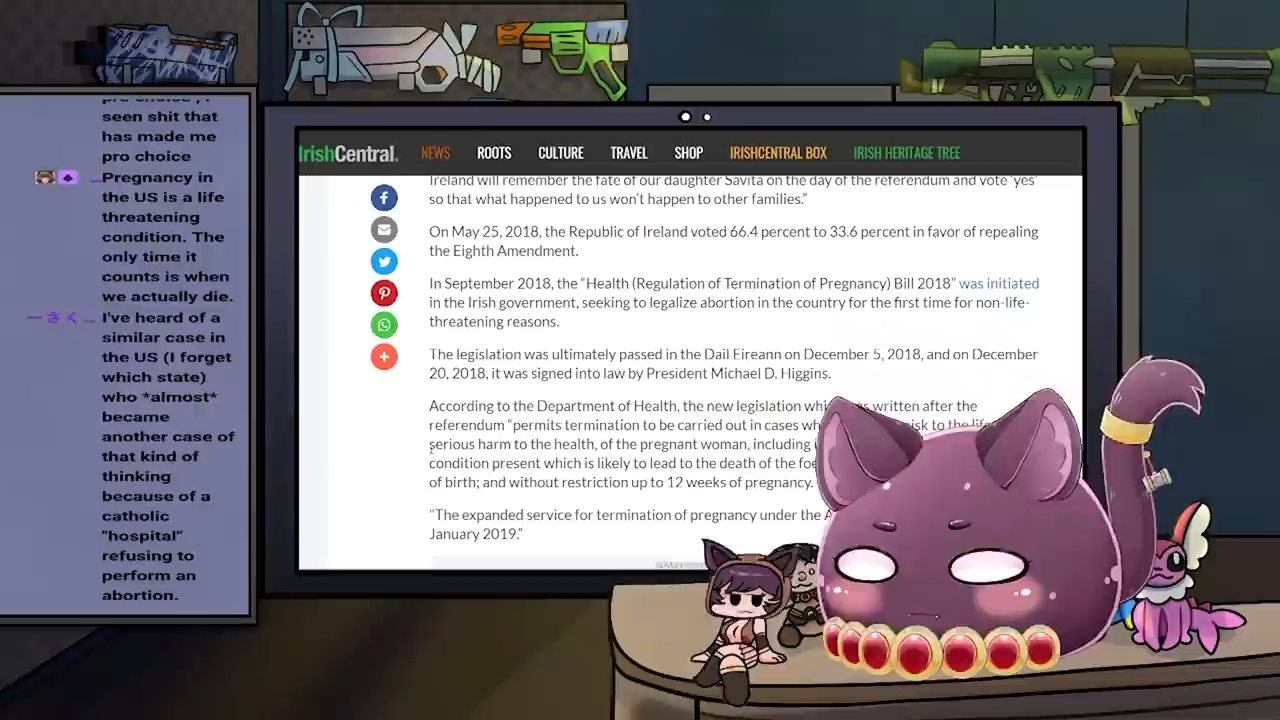 seen shit that
has made me
pro choice
Pregnancy in
the US is a life
threatening
condition. The
only time it
counts is when
we actually die.
ーさく
I've heard of a
similar case in
the US (I forget
which state)
who *almost*
became
another case of
that kind of
thinking
because of a
catholic
"hospital"
refusing to
perform an
abortion.
IrishCentral.
NEWS
ROOTS
CULTURE
TRAVEL
SHOP
IRISHCENTRAL BOX
IRISH HERITAGE TREE
Ireland will remember the fate of our daughter Savita on the day of the referendum and vote 'yes'
so that what happened to us won't happen to other families.”
On May 25, 2018, the Republic of Ireland voted 66.4 percent to 33.6 percent in favor of repealing
the Eighth Amendment.
In September 2018, the “Health (Regulation of Termination of Pregnancy) Bill 2018” was initiated
in the Irish government, seeking to legalize abortion in the country for the first time for non-life-
threatening reasons.
The legislation was ultimately passed in the Dail Eireann on December 5, 2018, and on December
20, 2018, it was signed into law by President Michael D. Higgins.
According to the Department of Health, the new legislation written after the
referendum “permits termination to be carried out in cases risk to the
serious harm to the health, of the pregnant woman, including
condition present which is likely to lead to the death of the
of birth; and without restriction up to 12 weeks of pregnancy.
“The expanded service for termination of pregnancy under the
January 2019.”